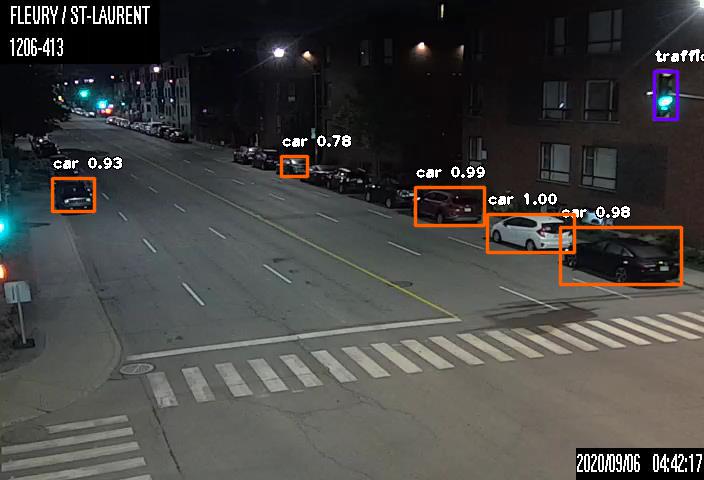 FLEURY / ST-LAURENT
1206-413
traffic
car 0.78
car 0.93
car 0.99
car 1.00
car 0.98
2020/09/06 04:42:17